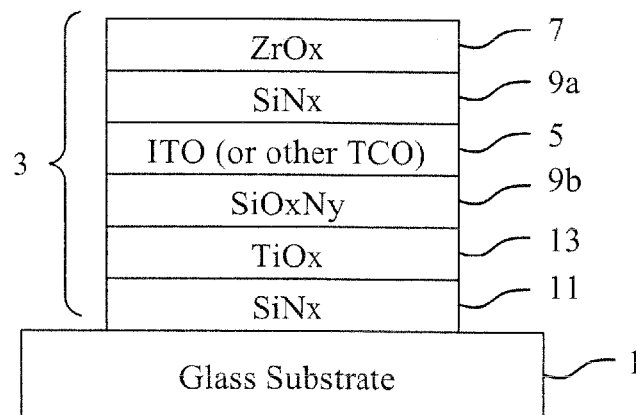 ZrOx 7
SiNx 9a
ITO (or other TCO) 5
3
SiOxNy 9b
TiOx 13
SiNx 11
Glass Substrate 1